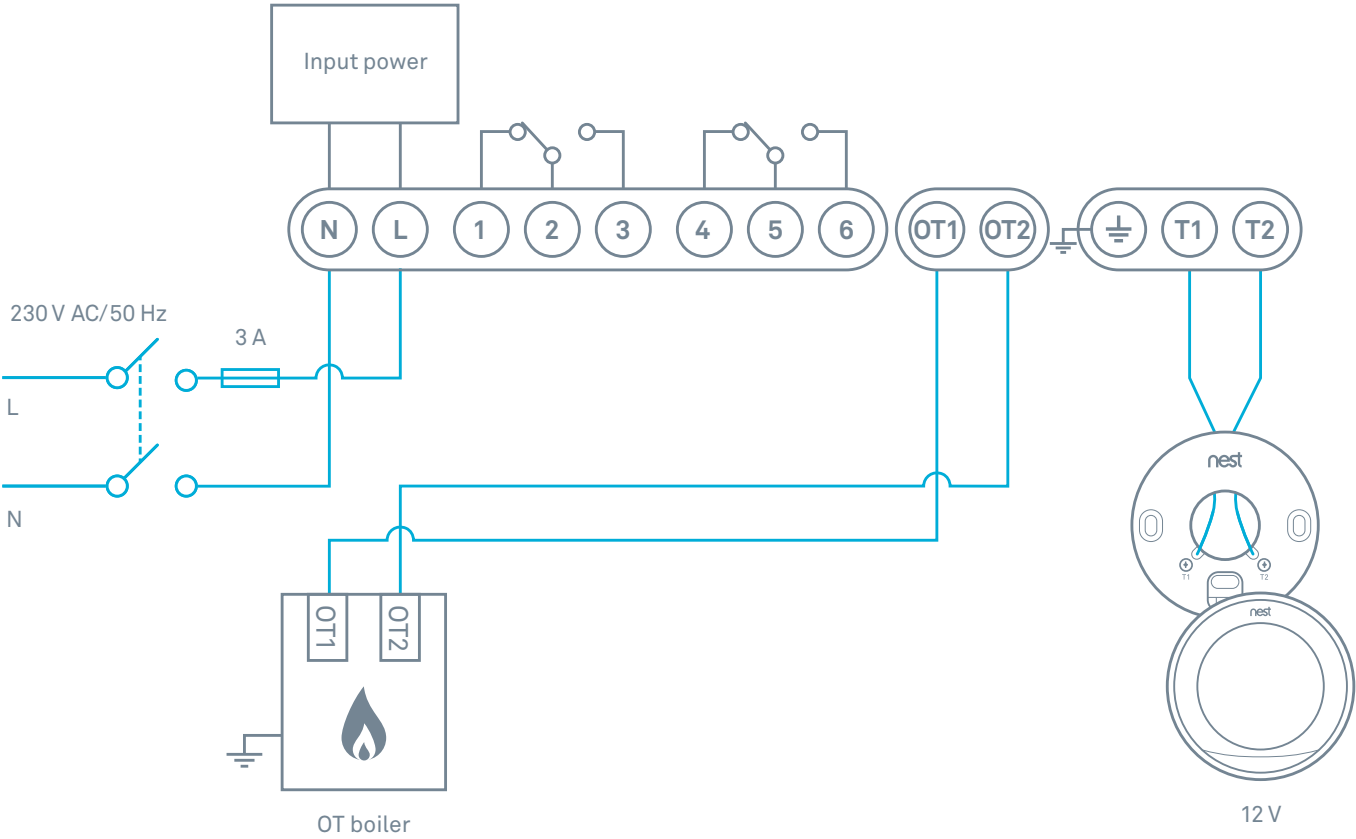 Input power
N L 1 2 3 4 5 6 OT1 OT2 T1 T2
230 V AC/50 Hz
3 A
L
N
nest
T1 T2
nest
OT1 OT2
OT boiler
12 V